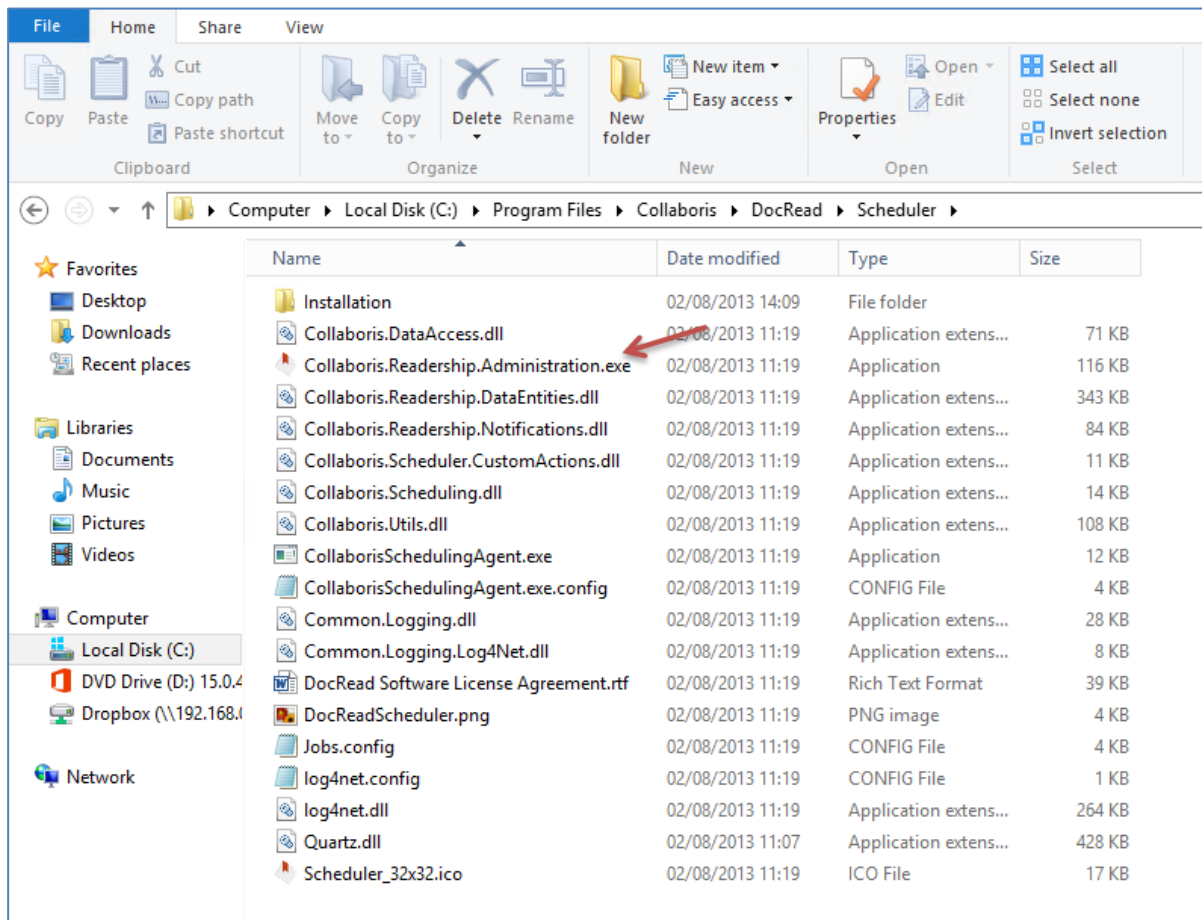 File Home Share View
Cut
Copy path
Paste shortcut
Copy Paste
Clipboard
Move to Copy to Delete Rename
Organize
New item
Easy access
New folder
New
Properties
Open
Edit
Open
Select all
Select none
Invert selection
Select
Computer Local Disk (C:) Program Files Collaboris DocRead Scheduler
Favorites
Desktop
Downloads
Recent places
Libraries
Documents
Music
Pictures
Videos
Computer
Local Disk (C:)
DVD Drive (D:) 15.0.4
Dropbox (\\192.168.0
Network
Name Date modified Type Size
Installation 02/08/2013 14:09 File folder
Collaboris.DataAccess.dll 02/08/2013 11:19 Application extens... 71 KB
Collaboris.Readership.Administration.exe 02/08/2013 11:19 Application 116 KB
Collaboris.Readership.DataEntities.dll 02/08/2013 11:19 Application extens... 343 KB
Collaboris.Readership.Notifications.dll 02/08/2013 11:19 Application extens... 84 KB
Collaboris.Scheduler.CustomActions.dll 02/08/2013 11:19 Application extens... 11 KB
Collaboris.Scheduling.dll 02/08/2013 11:19 Application extens... 14 KB
Collaboris.Utils.dll 02/08/2013 11:19 Application extens... 108 KB
CollaborisSchedulingAgent.exe 02/08/2013 11:19 Application 12 KB
CollaborisSchedulingAgent.exe.config 02/08/2013 11:19 CONFIG File 4 KB
Common.Logging.dll 02/08/2013 11:19 Application extens... 28 KB
Common.Logging.Log4Net.dll 02/08/2013 11:19 Application extens... 8 KB
DocRead Software License Agreement.rtf 02/08/2013 11:19 Rich Text Format 39 KB
DocReadScheduler.png 02/08/2013 11:19 PNG image 4 KB
Jobs.config 02/08/2013 11:19 CONFIG File 4 KB
log4net.config 02/08/2013 11:19 CONFIG File 1 KB
log4net.dll 02/08/2013 11:19 Application extens... 264 KB
Quartz.dll 02/08/2013 11:07 Application extens... 428 KB
Scheduler_32x32.ico 02/08/2013 11:19 ICO File 17 KB